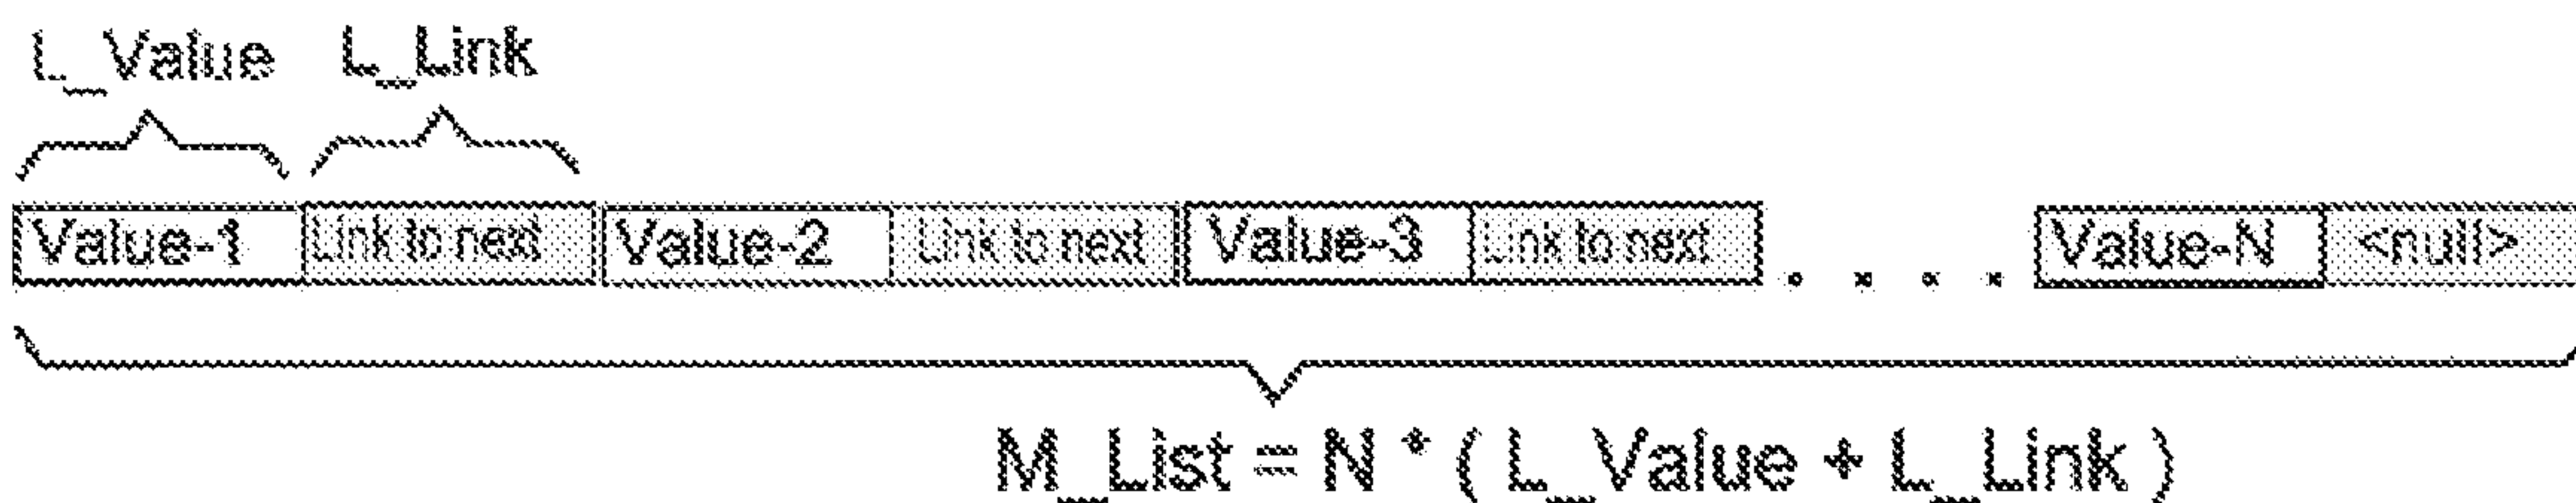 L_Value L_Link
Value-1 Link to next Value-2 Link to next Value-3 Link to next . . . . Value-N <null>
M_List = N * ( L_Value + L_Link )